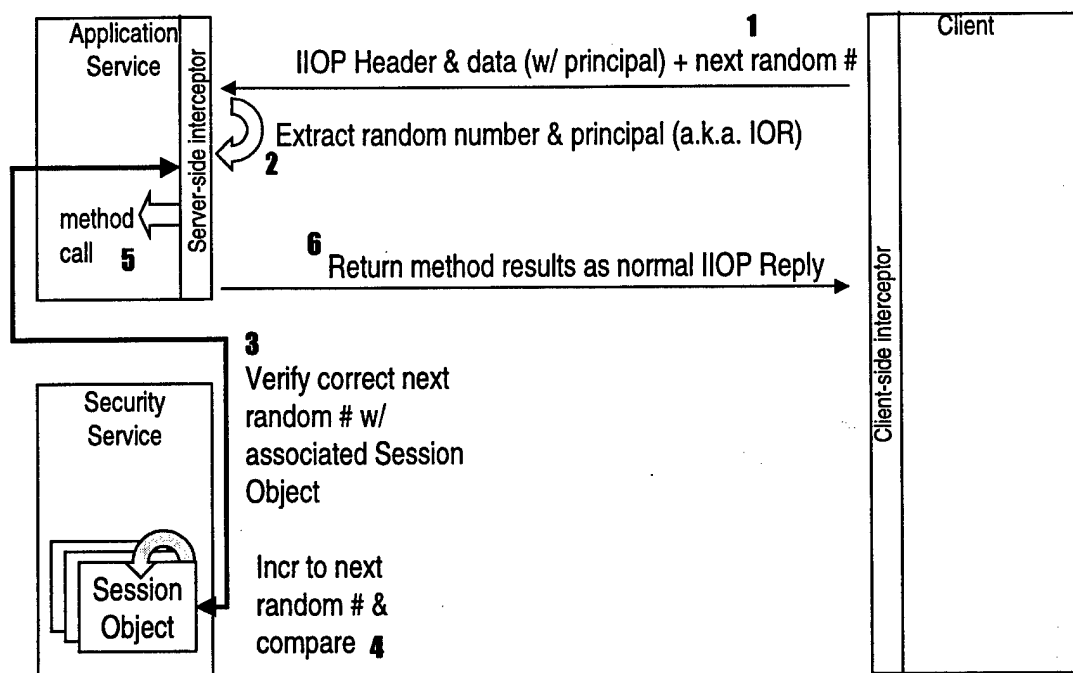 Application
Service
Server-side interceptor
1
IIOP Header & data (w/ principal) + next random #
Client
2
Extract random number & principal (a.k.a. IOR)
method
call 5
6
Return method results as normal IIOP Reply
Client-side interceptor
3
Verify correct next
random # w/
associated Session
Object
Security
Service
Session
Object
Incr to next
random # &
compare 4